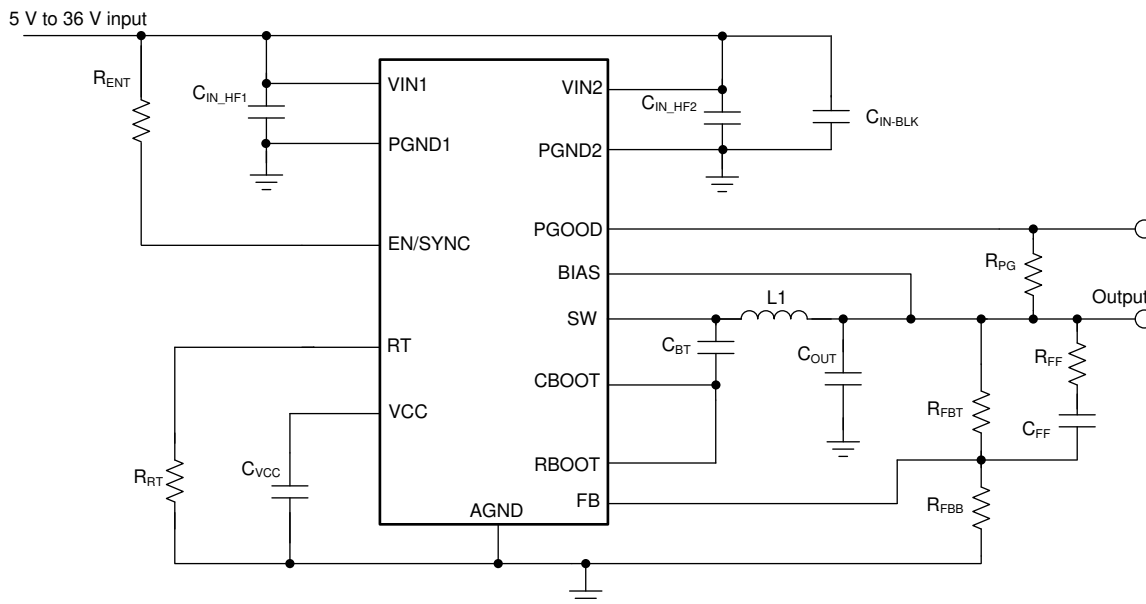 5 V to 36 V input
R_ENT
C_IN_HF1
VIN1
PGND1
EN/SYNC
RT
VCC
R_RT
C_VCC
AGND
VIN2
PGND2
C_IN_HF2
C_IN-BLK
PGOOD
BIAS
SW
CBOOT
RBOOT
FB
L1
C_BT
C_OUT
R_PG
Output
R_FF
R_FBT
C_FF
R_FBB